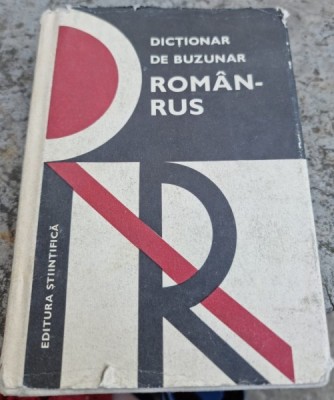 DICȚIONAR
DE BUZUNAR
ROMÂN-
RUS
EDITURA ȘTIINȚIFICĂ